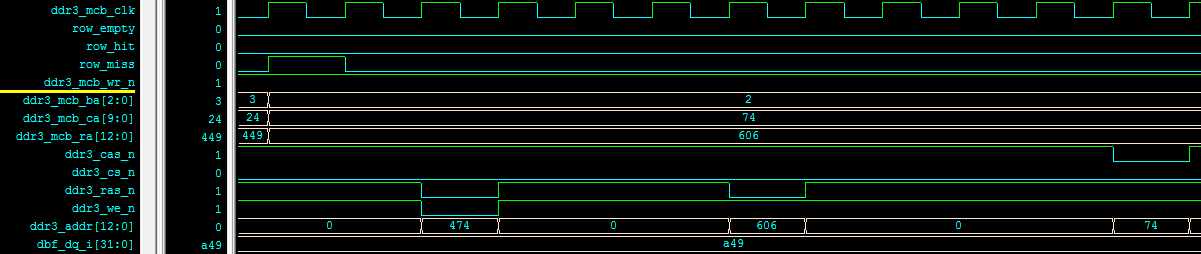 ddr3_mcb_clk 1
row_empty 0
row_hit 0
row_miss 0
ddr3_mcb_wr_n 1
ddr3_mcb_ba[2:0] 3 3 2
ddr3_mcb_ca[9:0] 24 24 74
ddr3_mcb_ra[12:0] 449 449 606
ddr3_cas_n 1
ddr3_cs_n 0
ddr3_ras_n 1
ddr3_we_n 1
ddr3_addr[12:0] 0 0 474 0 606 0 74
dbf_dq_i[31:0] a49 a49